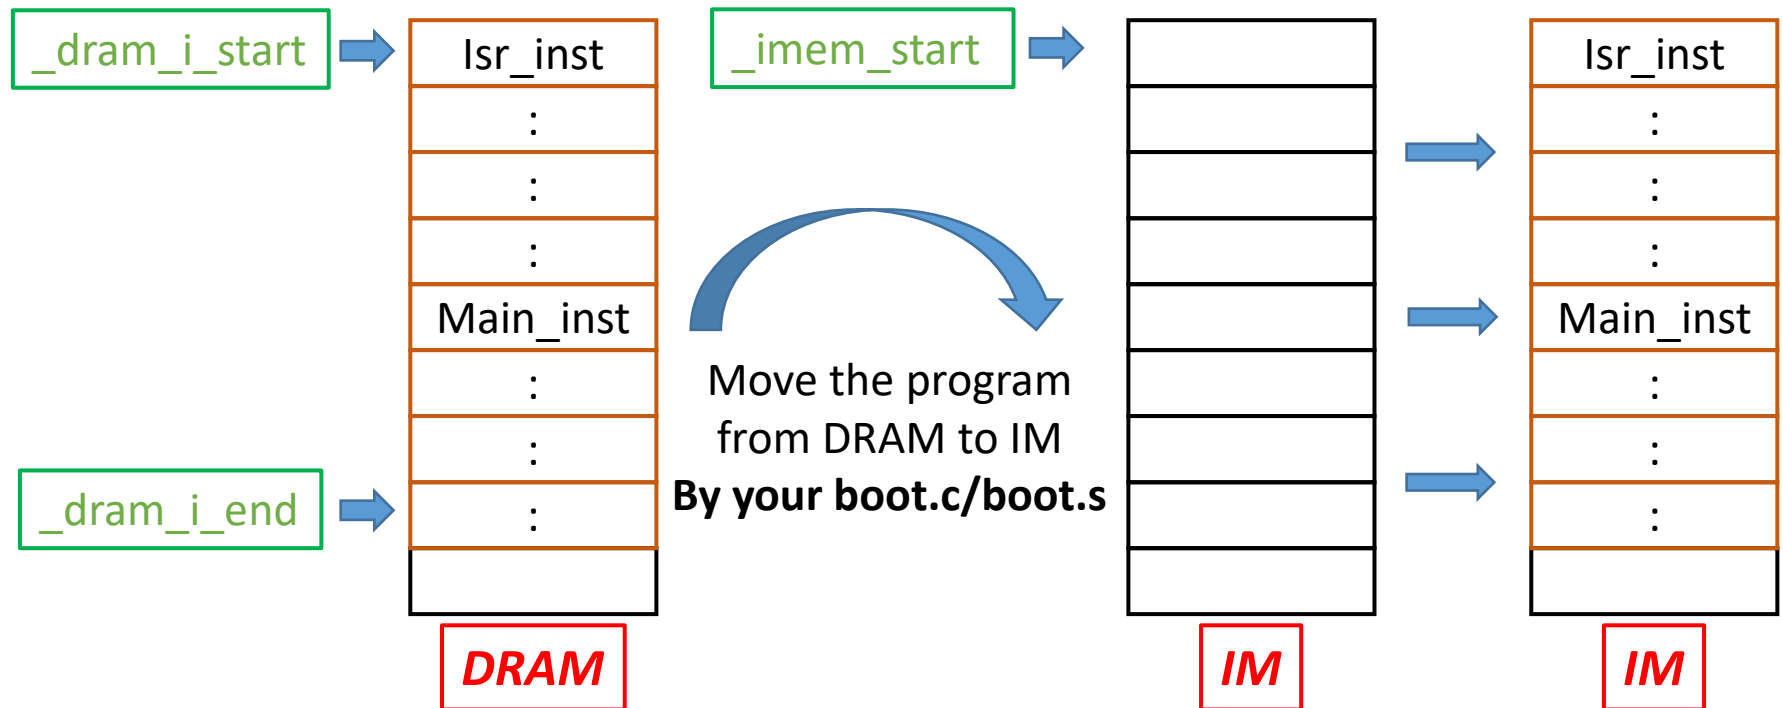 _dram_i_start
Isr_inst
:
:
:
Main_inst
:
:
:
_dram_i_end
DRAM
Move the program
from DRAM to IM
By your boot.c/boot.s
_imem_start
IM
Isr_inst
:
:
:
Main_inst
:
:
:
IM